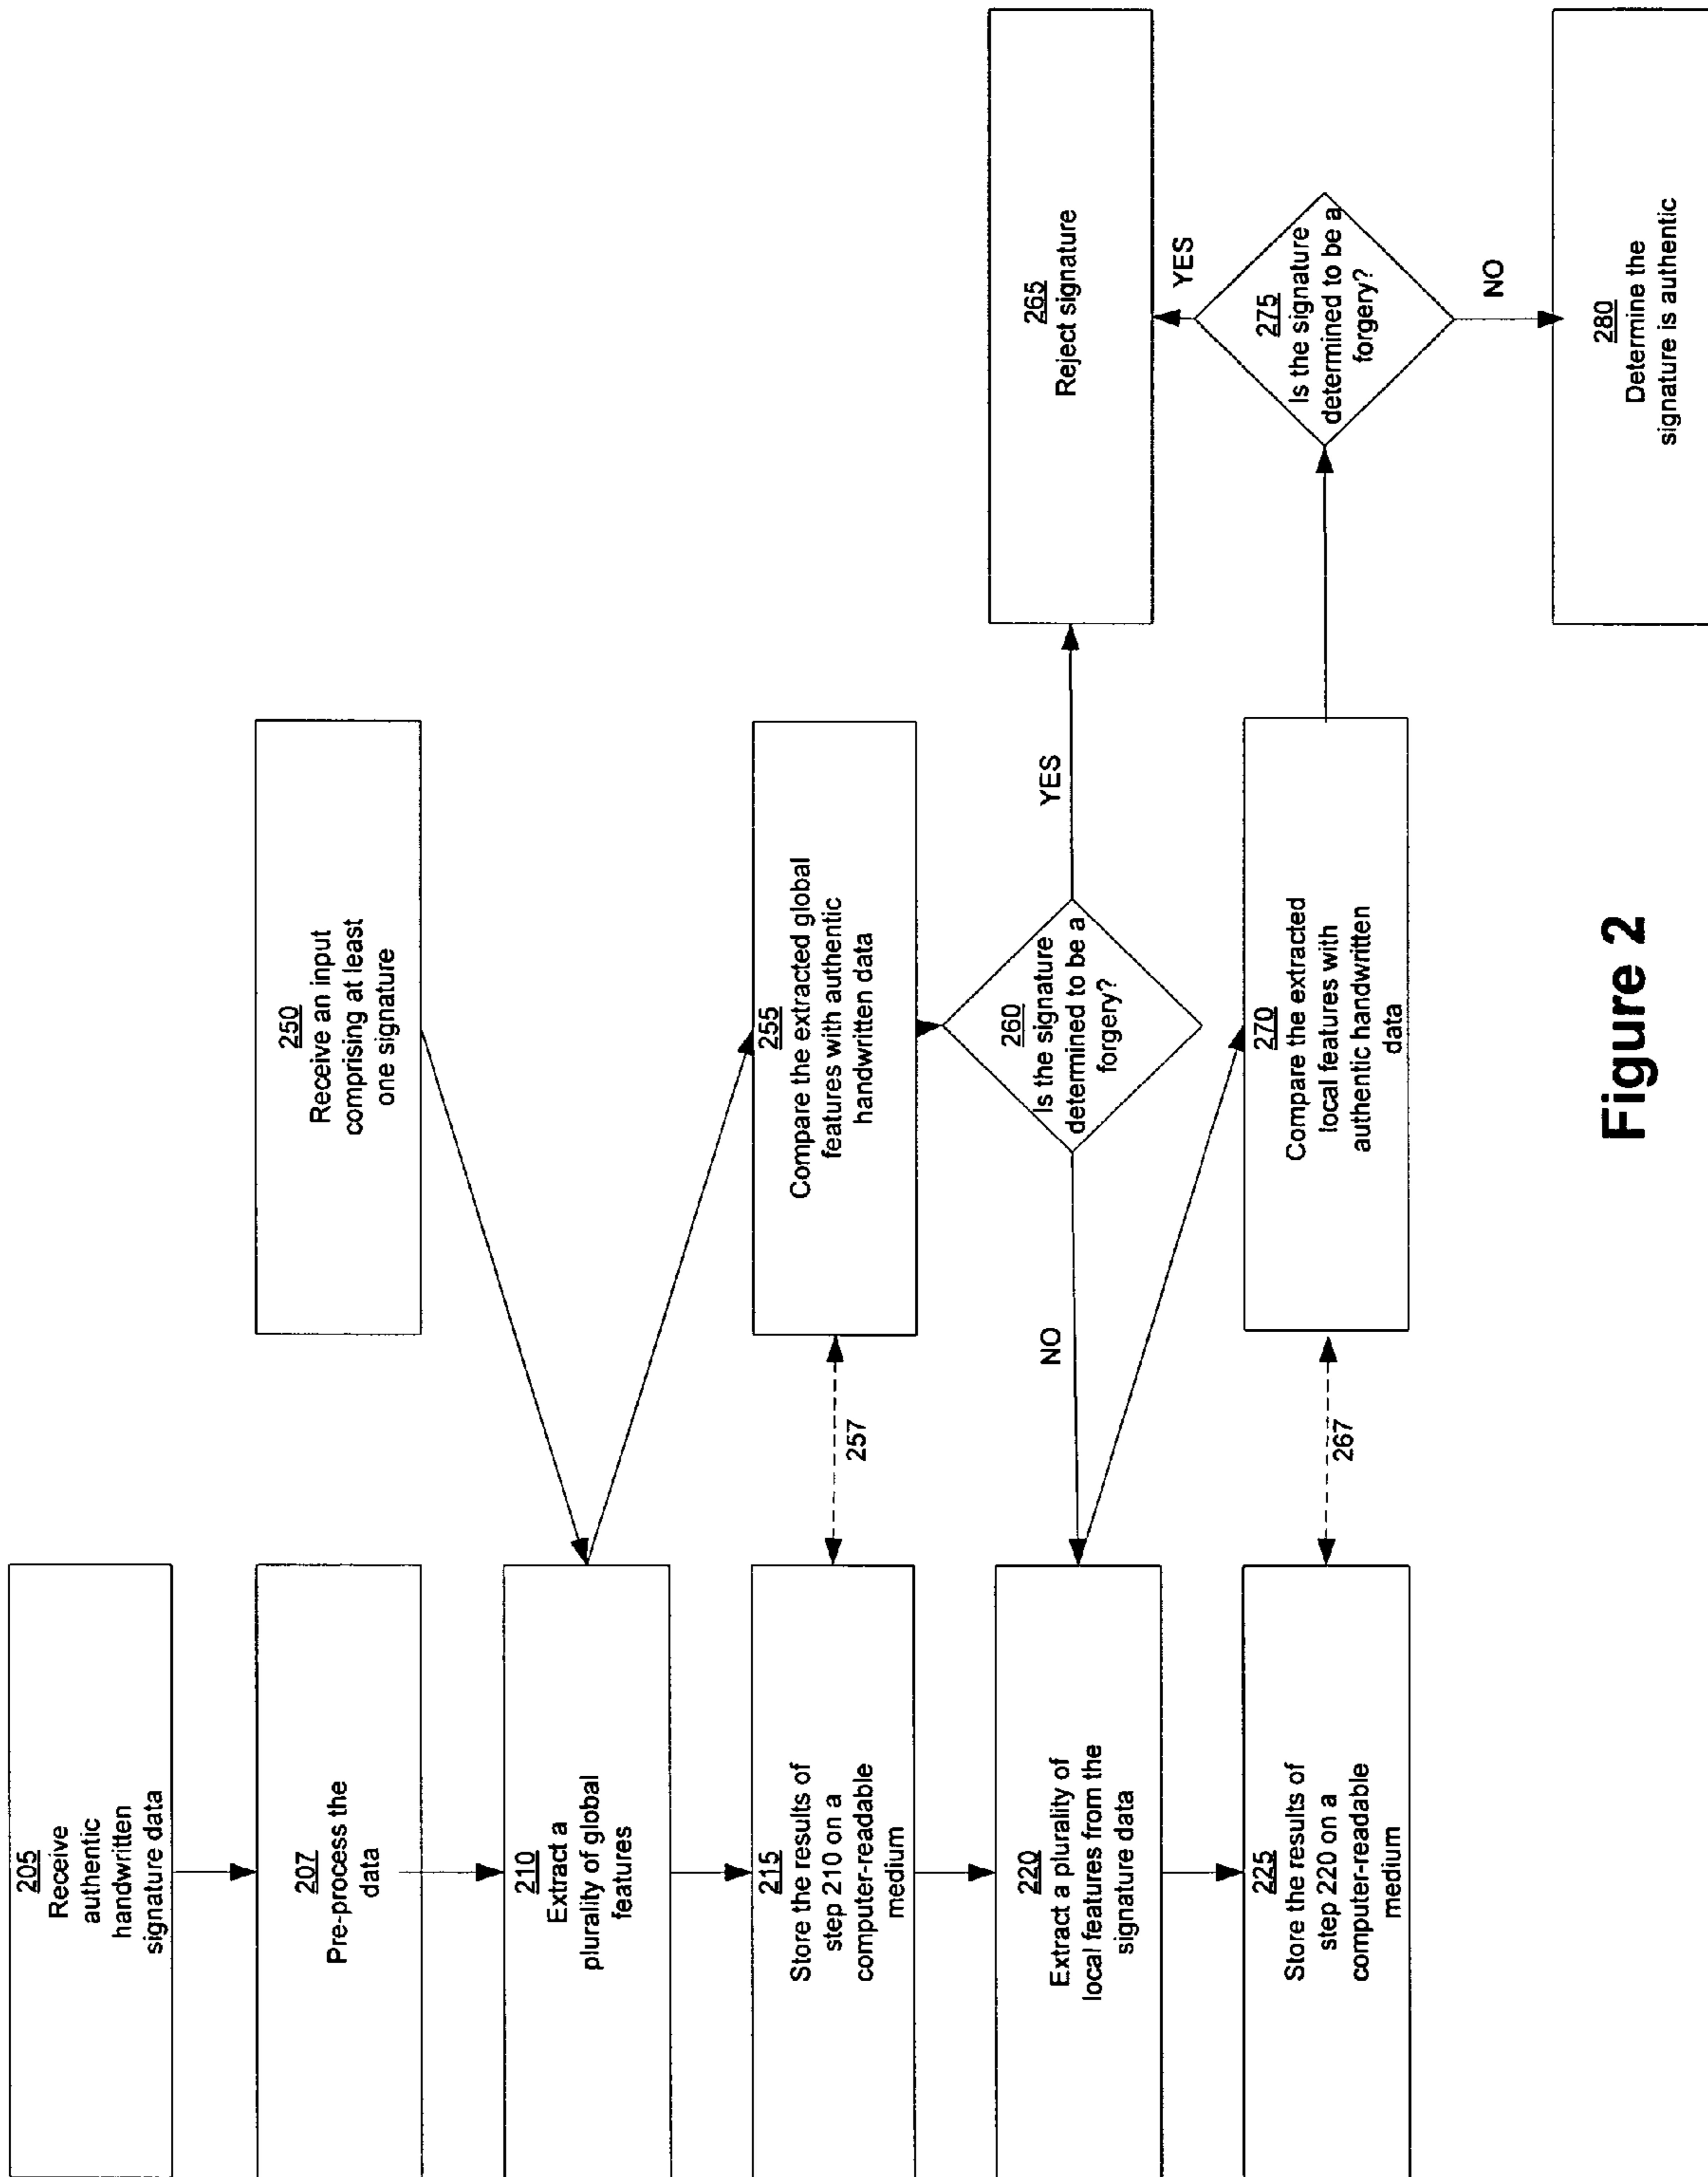 205
Receive
authentic
handwritten
signature data
207
Pre-process the
data
210
Extract a
plurality of global
features
215
Store the results of
step 210 on a
computer-readable
medium
220
Extract a plurality of
local features from the
signature data
225
Store the results of
step 220 on a
computer-readable
medium
250
Receive an input
comprising at least
one signature
257
255
Compare the extracted global
features with authentic
handwritten data
260
Is the signature
determined to be a
forgery?
NO
YES
267
270
Compare the extracted
local features with
authentic handwritten
data
265
Reject signature
YES
275
Is the signature
determined to be a
forgery?
NO
280
Determine the
signature is authentic
Figure 2